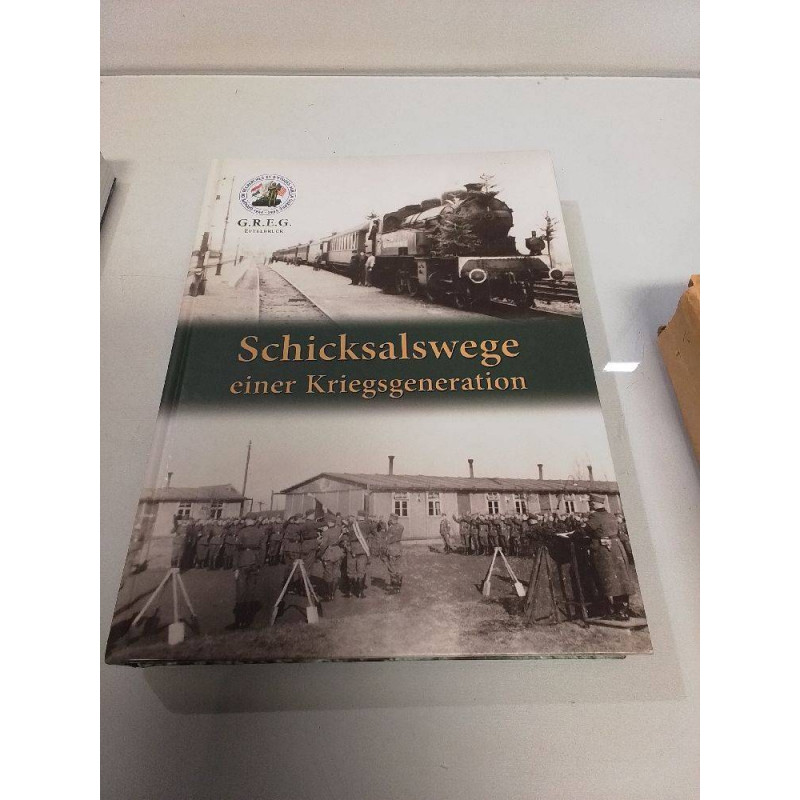 G.R.E.G.
ETTELBRUCK
Schicksalswege
einer Kriegsgeneration